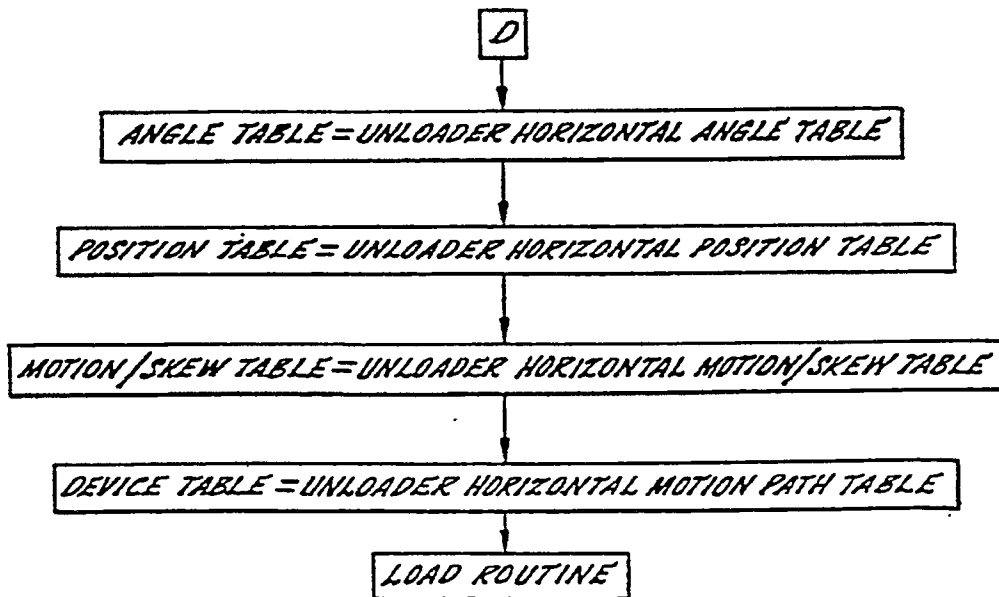 D
ANGLE TABLE=UNLOADER HORIZONTAL ANGLE TABLE
POSITION TABLE=UNLOADER HORIZONTAL POSITION TABLE
MOTION/SKEW TABLE=UNLOADER HORIZONTAL MOTION/SKEW TABLE
DEVICE TABLE=UNLOADER HORIZONTAL MOTION PATH TABLE
LOAD ROUTINE